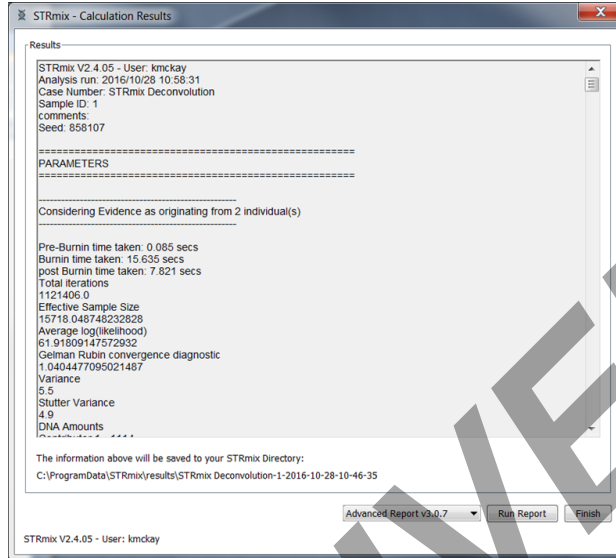 STRmix - Calculation Results
Results
STRmix V2.4.05 - User: kmckay
Analysis run: 2016/10/28 10:58:31
Case Number: STRmix Deconvolution
Sample ID: 1
comments:
Seed: 858107
=====================================================
PARAMETERS
=====================================================
-----------------------------------------------------
Considering Evidence as originating from 2 individual(s)
-----------------------------------------------------
Pre-Burnin time taken: 0.085 secs
Burnin time taken: 15.635 secs
post Burnin time taken: 7.821 secs
Total iterations
1121406.0
Effective Sample Size
15718.048748232828
Average log(likelihood)
61.91809147572932
Gelman Rubin convergence diagnostic
1.0404477095021487
Variance
5.5
Stutter Variance
4.9
DNA Amounts
The information above will be saved to your STRmix Directory:
C:\ProgramData\STRmix\results\STRmix Deconvolution-1-2016-10-28-10-46-35
Advanced Report v3.0.7
Run Report
Finish
STRmix V2.4.05 - User: kmckay